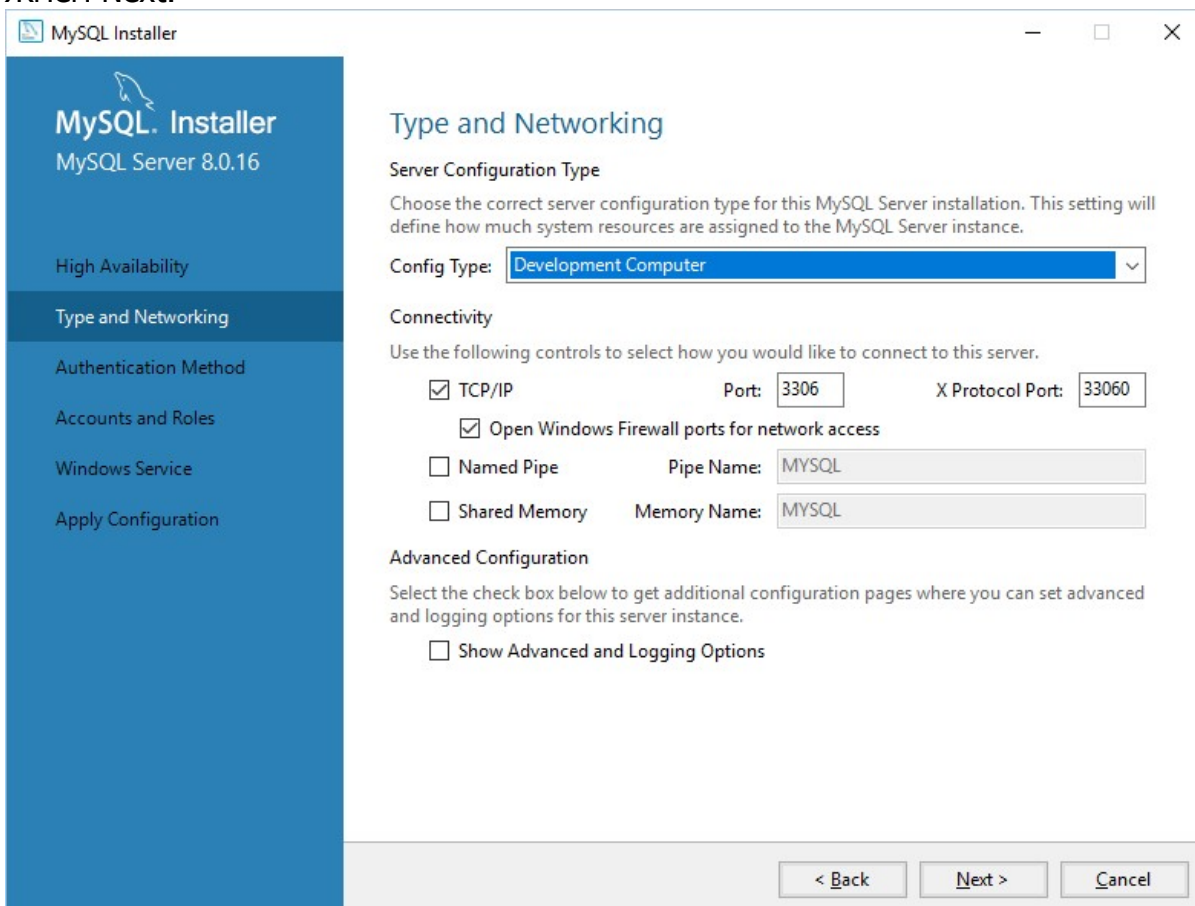 жмем Next.
MySQL Installer
MySQL. Installer
MySQL Server 8.0.16
High Availability
Type and Networking
Authentication Method
Accounts and Roles
Windows Service
Apply Configuration
Type and Networking
Server Configuration Type
Choose the correct server configuration type for this MySQL Server installation. This setting will
define how much system resources are assigned to the MySQL Server instance.
Config Type: Development Computer
Connectivity
Use the following controls to select how you would like to connect to this server.
TCP/IP Port: 3306 X Protocol Port: 33060
Open Windows Firewall ports for network access
Named Pipe Pipe Name: MYSQL
Shared Memory Memory Name: MYSQL
Advanced Configuration
Select the check box below to get additional configuration pages where you can set advanced
and logging options for this server instance.
Show Advanced and Logging Options
< Back Next > Cancel